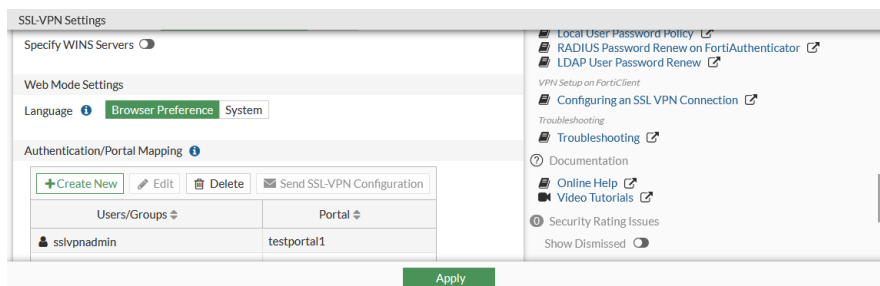 SSL-VPN Settings
Specify WINS Servers
Web Mode Settings
Language
Browser Preference System
Authentication/Portal Mapping
Create New Edit Delete Send SSL-VPN Configuration
Users/Groups Portal
sslvpnadmin testportal1
Local User Password Policy
RADIUS Password Renew on FortiAuthenticator
LDAP User Password Renew
VPN Setup on FortiClient
Configuring an SSL VPN Connection
Troubleshooting
Troubleshooting
Documentation
Online Help
Video Tutorials
0 Security Rating Issues
Show Dismissed
Apply